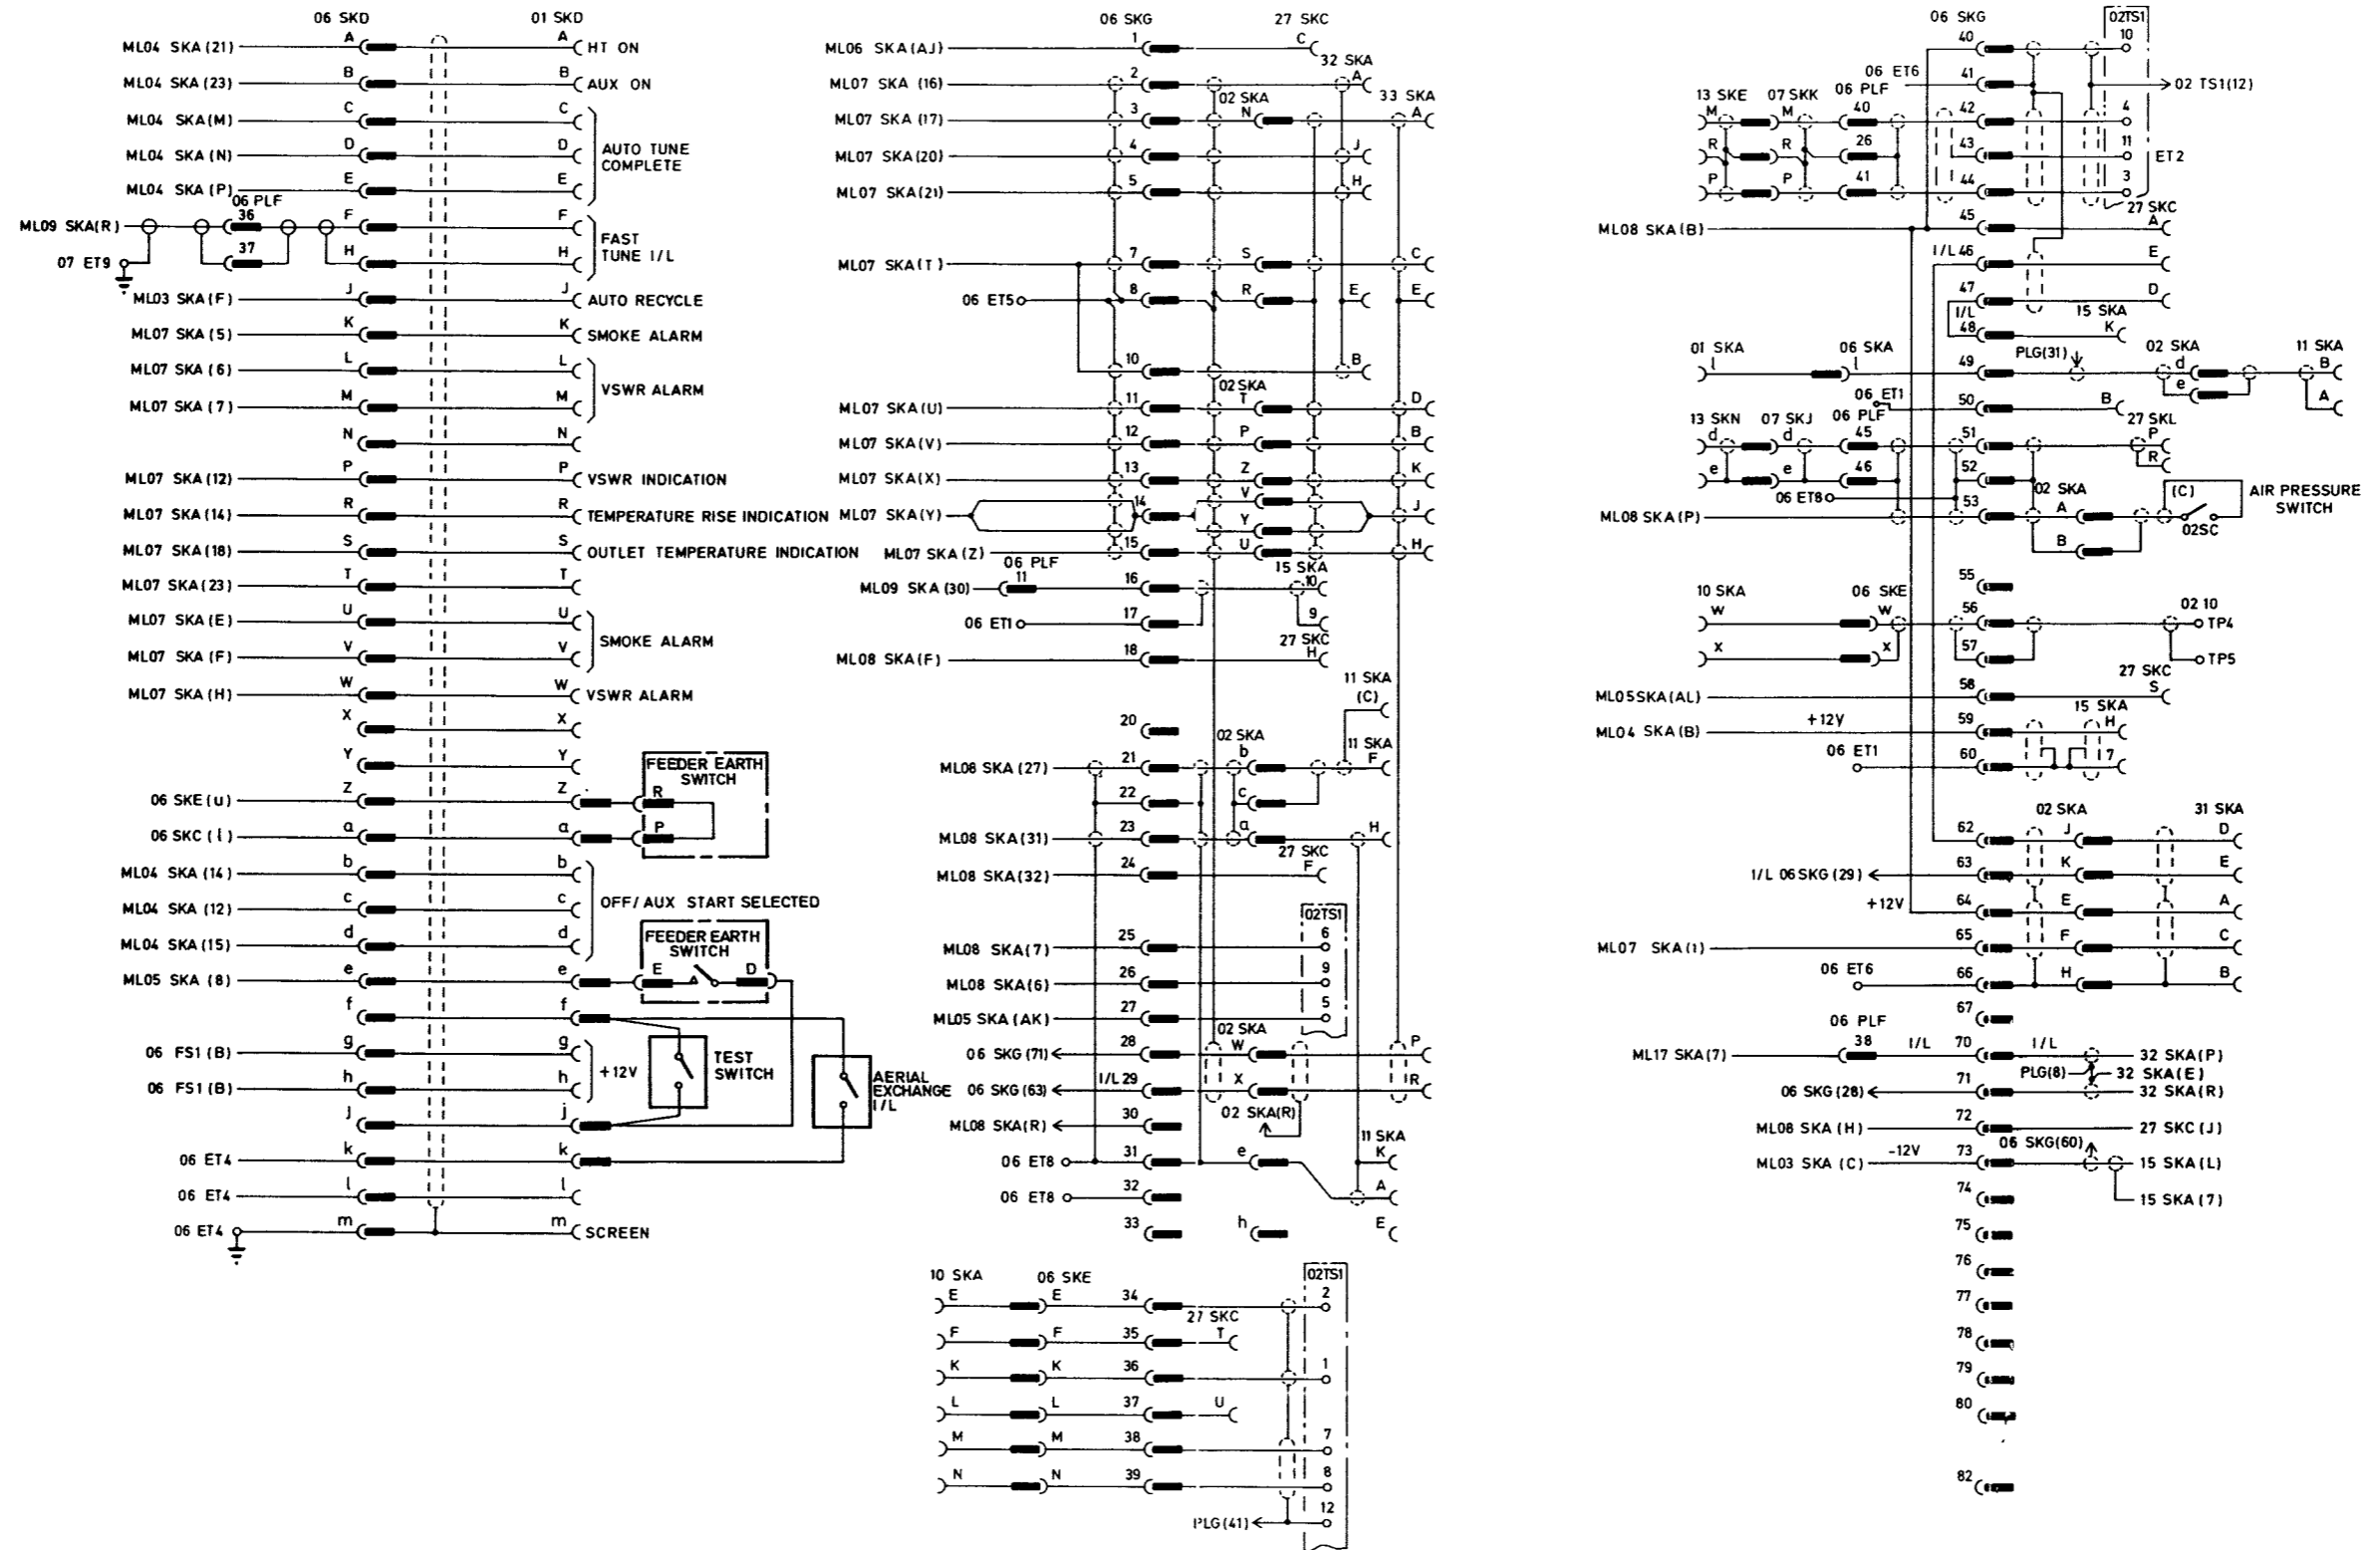 06 SKD 01 SKD
ML04 SKA (21) A A HT ON
ML04 SKA (23) B B AUX ON
ML04 SKA (M) C C
ML04 SKA (N) D D AUTO TUNE
COMPLETE
ML04 SKA (P) E E
06 PLF
ML09 SKA(R) 36 F F
FAST
TUNE I/L
07 ET9 37 H H
ML03 SKA (F) J J AUTO RECYCLE
ML07 SKA (5) K K SMOKE ALARM
ML07 SKA (6) L L
VSWR ALARM
ML07 SKA (7) M M
N N
ML07 SKA (12) P P VSWR INDICATION
ML07 SKA (14) R R TEMPERATURE RISE INDICATION
ML07 SKA (18) S S OUTLET TEMPERATURE INDICATION
ML07 SKA (23) T T
ML07 SKA (E) U U
SMOKE ALARM
ML07 SKA (F) V V
ML07 SKA (H) W W VSWR ALARM
X X
Y Y
FEEDER EARTH
SWITCH
06 SKE (u) Z Z R
06 SKC (i) a a P
ML04 SKA (14) b b
ML04 SKA (12) c c OFF/AUX START SELECTED
ML04 SKA (15) d d
FEEDER EARTH
SWITCH
ML05 SKA (8) e e E D
f f
06 FS1 (B) g g
+12V
06 FS1 (B) h h
TEST
SWITCH
AERIAL
EXCHANGE
I/L
j j
06 ET4 k k
06 ET4 l l
06 ET4 m m SCREEN
06 SKG 27 SKC
ML06 SKA (AJ) 1 C
32 SKA
ML07 SKA (16) 2 A
02 SKA 33 SKA
ML07 SKA (17) 3 N A
ML07 SKA (20) 4 J
ML07 SKA (21) 5 H
ML07 SKA (T) 7 S C
06 ET5 8 R E E
10 B
02 SKA
ML07 SKA (U) 11 T D
ML07 SKA (V) 12 P B
ML07 SKA (X) 13 Z K
ML07 SKA (Y) 14 V Y J
ML07 SKA (Z) 15 U H
06 PLF 15 SKA
ML09 SKA (30) 11 16 10
06 ET1 17 9
27 SKC
ML08 SKA (F) 18 H
11 SKA
(C)
20
02 SKA 11 SKA
ML08 SKA (27) 21 b F
22 c
ML08 SKA (31) 23 a H
27 SKC
ML08 SKA (32) 24 F
02TS1
ML08 SKA (7) 25 6
ML08 SKA (6) 26 9
ML05 SKA (AK) 27 5
02 SKA
06 SKG (71) 28 W P
06 SKG (63) I/L 29 X R
02 SKA(R)
ML08 SKA (R) 30
11 SKA
06 ET8 31 e K
06 ET8 32 A
33 h E
10 SKA 06 SKE 02TS1
E E 34 2
27 SKC
F F 35 T
K K 36 1
L L 37 U
M M 38 7
N N 39 8
12
PLG(41)
06 SKG 02TS1
40 10
06 ET6 41 02 TS1(12)
13 SKE 07 SKK 06 PLF
M M 40 42 4
R R 26 43 11 ET2
P P 41 44 3
27 SKC
ML08 SKA (B) 45 A
I/L 46 E
47 D
I/L 15 SKA
48 K
01 SKA 06 SKA PLG(31) 02 SKA 11 SKA
l l 49 d B
e A
06 ET1 50 B
13 SKN 07 SKJ 06 PLF 27 SKL
d d 45 51 P
R
e e 46 52
06 ET8
02 SKA (C) AIR PRESSURE
SWITCH
ML08 SKA (P) 53 A 02SC
B
55
10 SKA 06 SKE 02 10
W W 56 TP4
X X 57 TP5
27 SKC
ML05SKA (AL) 58 S
15 SKA
ML04 SKA (B) +12V 59 H
06 ET1 60 7
02 SKA 31 SKA
62 J D
I/L 06 SKG (29) 63 K E
+12V 64 E A
ML07 SKA (1) 65 F C
06 ET6 66 H B
67
06 PLF
ML17 SKA (7) 38 I/L 70 I/L 32 SKA(P)
PLG(8) 32 SKA (E)
06 SKG (28) 71 32 SKA(R)
ML08 SKA (H) 72 27 SKC (J)
06 SKG(60)
ML03 SKA (C) -12V 73 15 SKA (L)
74 15 SKA (7)
75
76
77
78
79
80
82